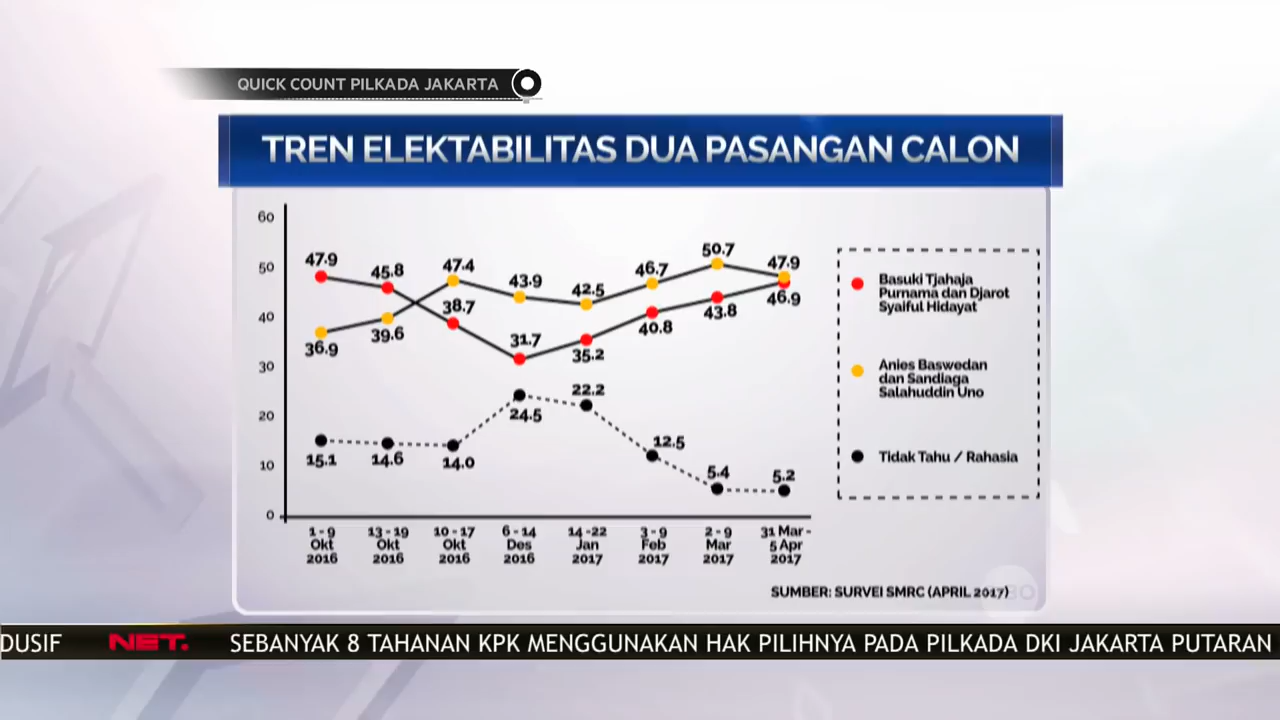 QUICK COUNT PILKADA JAKARTA
TREN ELEKTABILITAS DUA PASANGAN CALON
60
50
40
30
20
10
0
47.9
45.8
47.4
43.9
42.5
46.7
50.7
47.9
36.9
39.6
38.7
31.7
35.2
40.8
43.8
46.9
15.1
14.6
14.0
24.5
22.2
12.5
5.4
5.2
1 - 9
Okt
2016
13 - 19
Okt
2016
10 - 17
Okt
2016
6 - 14
Des
2016
14 -22
Jan
2017
3 - 9
Feb
2017
2 - 9
Mar
2017
31 Mar -
5 Apr
2017
Basuki Tjahaja
Purnama dan Djarot
Syaiful Hidayat
Anies Baswedan
dan Sandiaga
Salahuddin Uno
Tidak Tahu / Rahasia
SUMBER: SURVEI SMRC (APRIL 2017)
DUSIF NET. SEBANYAK 8 TAHANAN KPK MENGGUNAKAN HAK PILIHNYA PADA PILKADA DKI JAKARTA PUTARAN